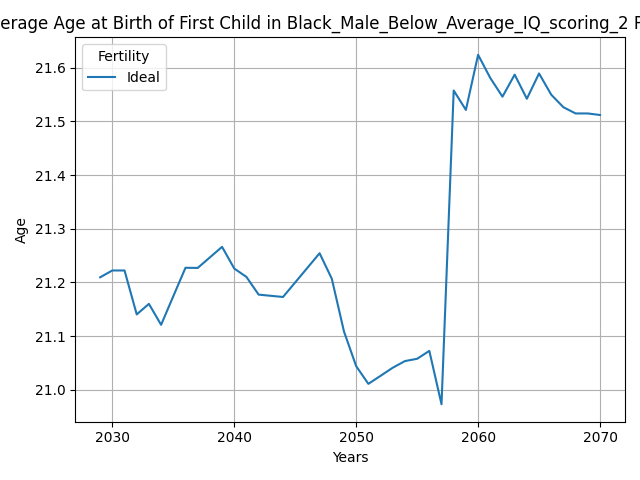 erage Age at Birth of First Child in Black_Male_Below_Average_IQ_scoring_2
Fertility
Ideal
21.6
21.5
21.4
21.3
21.2
21.1
21.0
Age
2030 2040 2050 2060 2070
Years